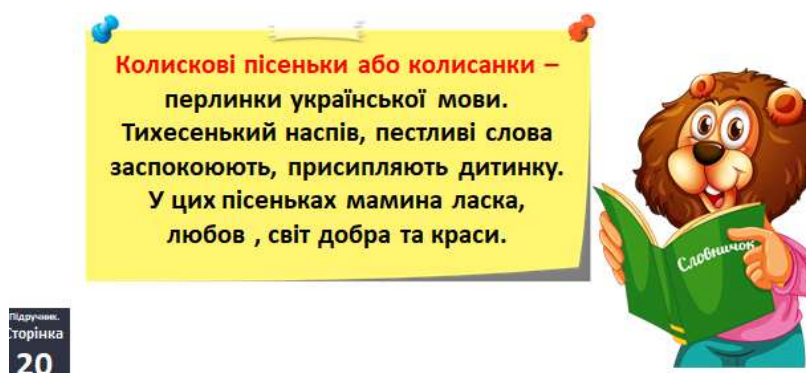 Колискові пісеньки або колисанки –
перлинки української мови.
Тихесенький наспів, пестливі слова
заспокоюють, присипляють дитинку.
У цих пісеньках мамина ласка,
любов , світ добра та краси.
Словничок
Підручник.
Сторінка
20